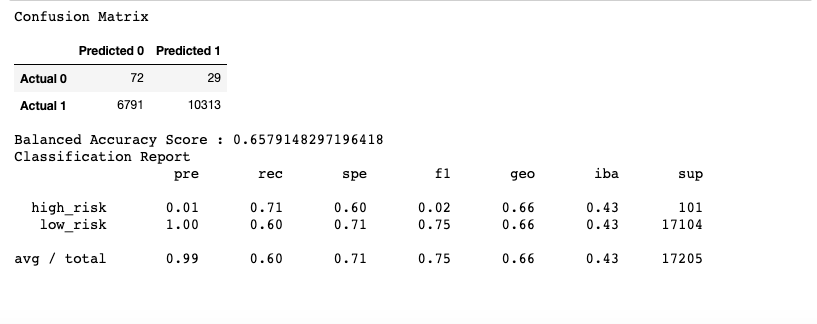 Confusion Matrix
Predicted 0 Predicted 1
Actual 0 72 29
Actual 1 6791 10313
Balanced Accuracy Score : 0.6579148297196418
Classification Report
pre rec spe f1 geo iba sup
high_risk 0.01 0.71 0.60 0.02 0.66 0.43 101
low_risk 1.00 0.60 0.71 0.75 0.66 0.43 17104
avg / total 0.99 0.60 0.71 0.75 0.66 0.43 17205